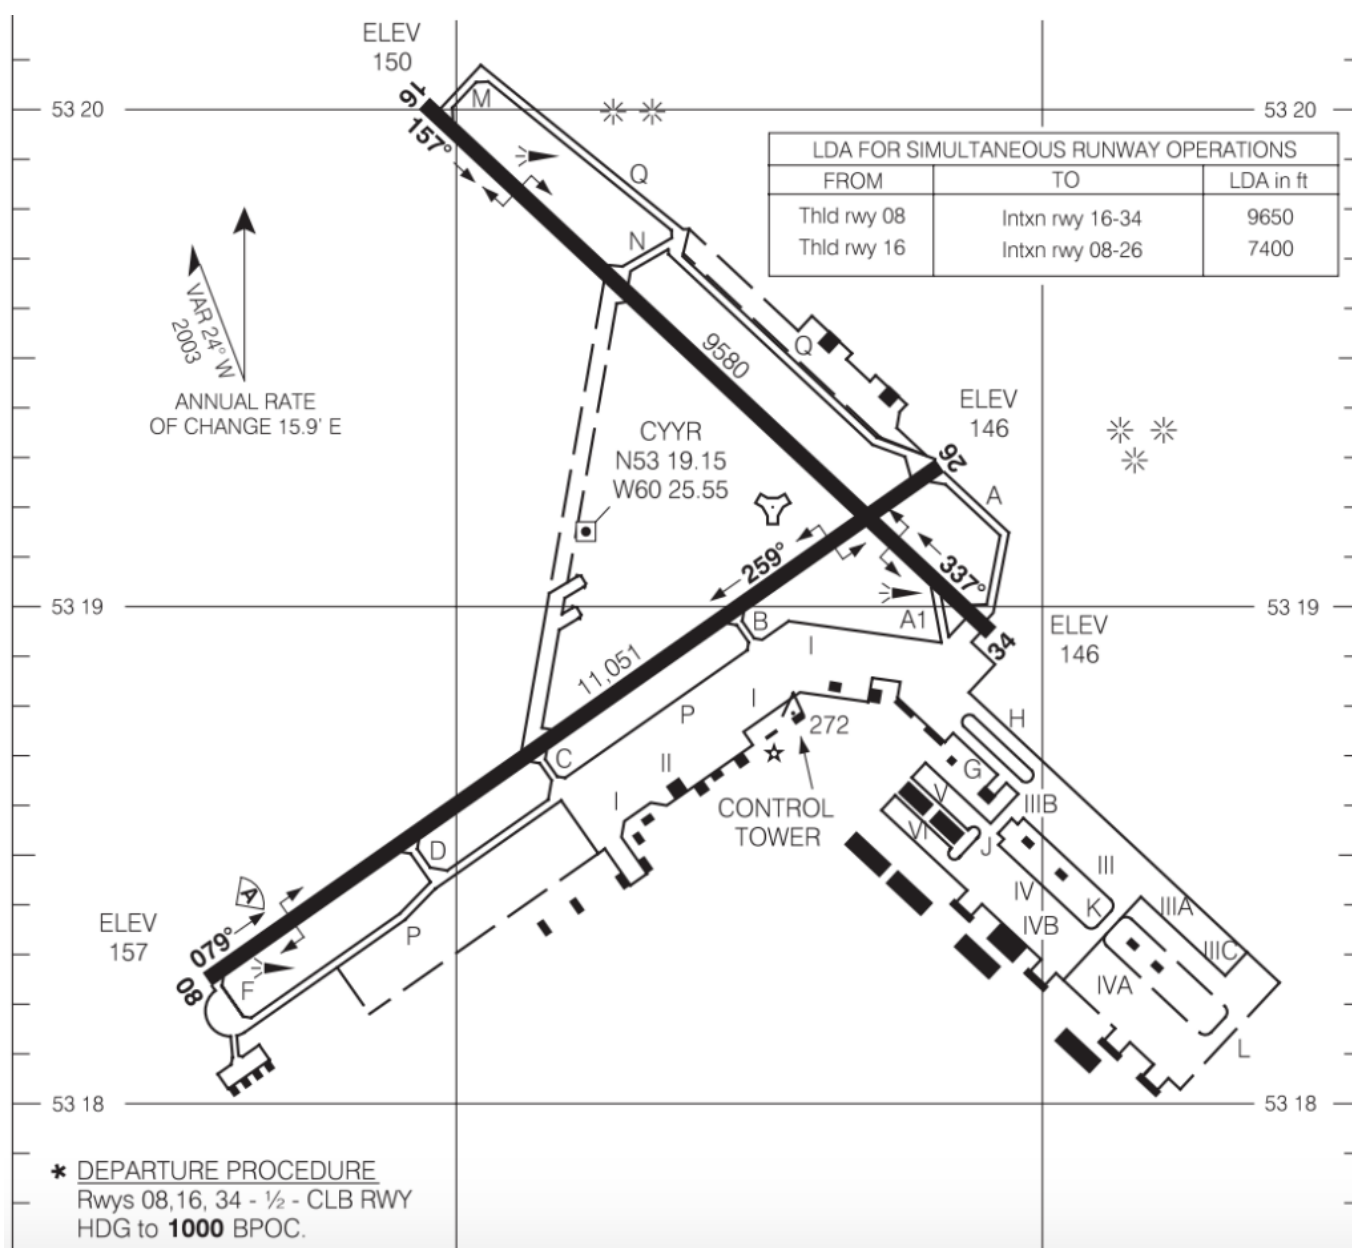 ELEV
150
16
157°
M
53 20
53 20
LDA FOR SIMULTANEOUS RUNWAY OPERATIONS
FROM TO LDA in ft
Thld rwy 08 Intxn rwy 16-34 9650
Thld rwy 16 Intxn rwy 08-26 7400
Q
N
VAR 24° W
2003
ANNUAL RATE
OF CHANGE 15.9' E
9580
Q
ELEV
146
26
CYYR
N53 19.15
W60 25.55
A
259°
337°
53 19
B
A1
53 19
34
ELEV
146
I
11,051
P
I
272
H
C
II
G
V
IIIB
CONTROL
TOWER
I
VI
J
D
III
IV
K
IIIA
A
ELEV
157
079°
P
IVB
IIIC
08
F
IVA
L
53 18
53 18
* DEPARTURE PROCEDURE
Rwys 08,16, 34 - ½ - CLB RWY
HDG to 1000 BPOC.